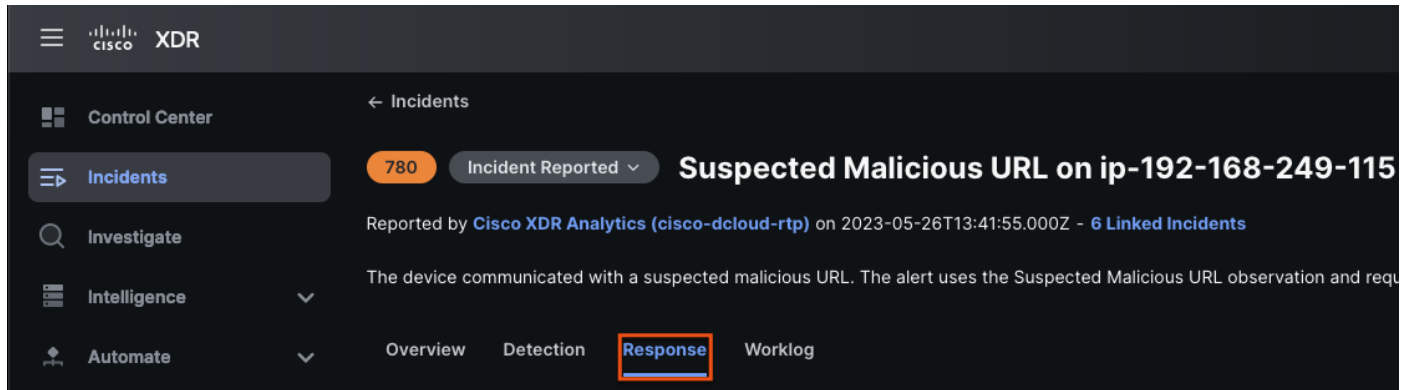 cisco XDR
Control Center
Incidents
Investigate
Intelligence
Automate
← Incidents
780 Incident Reported Suspected Malicious URL on ip-192-168-249-115
Reported by Cisco XDR Analytics (cisco-dcloud-rtp) on 2023-05-26T13:41:55.000Z - 6 Linked Incidents
The device communicated with a suspected malicious URL. The alert uses the Suspected Malicious URL observation and requ
Overview Detection Response Worklog